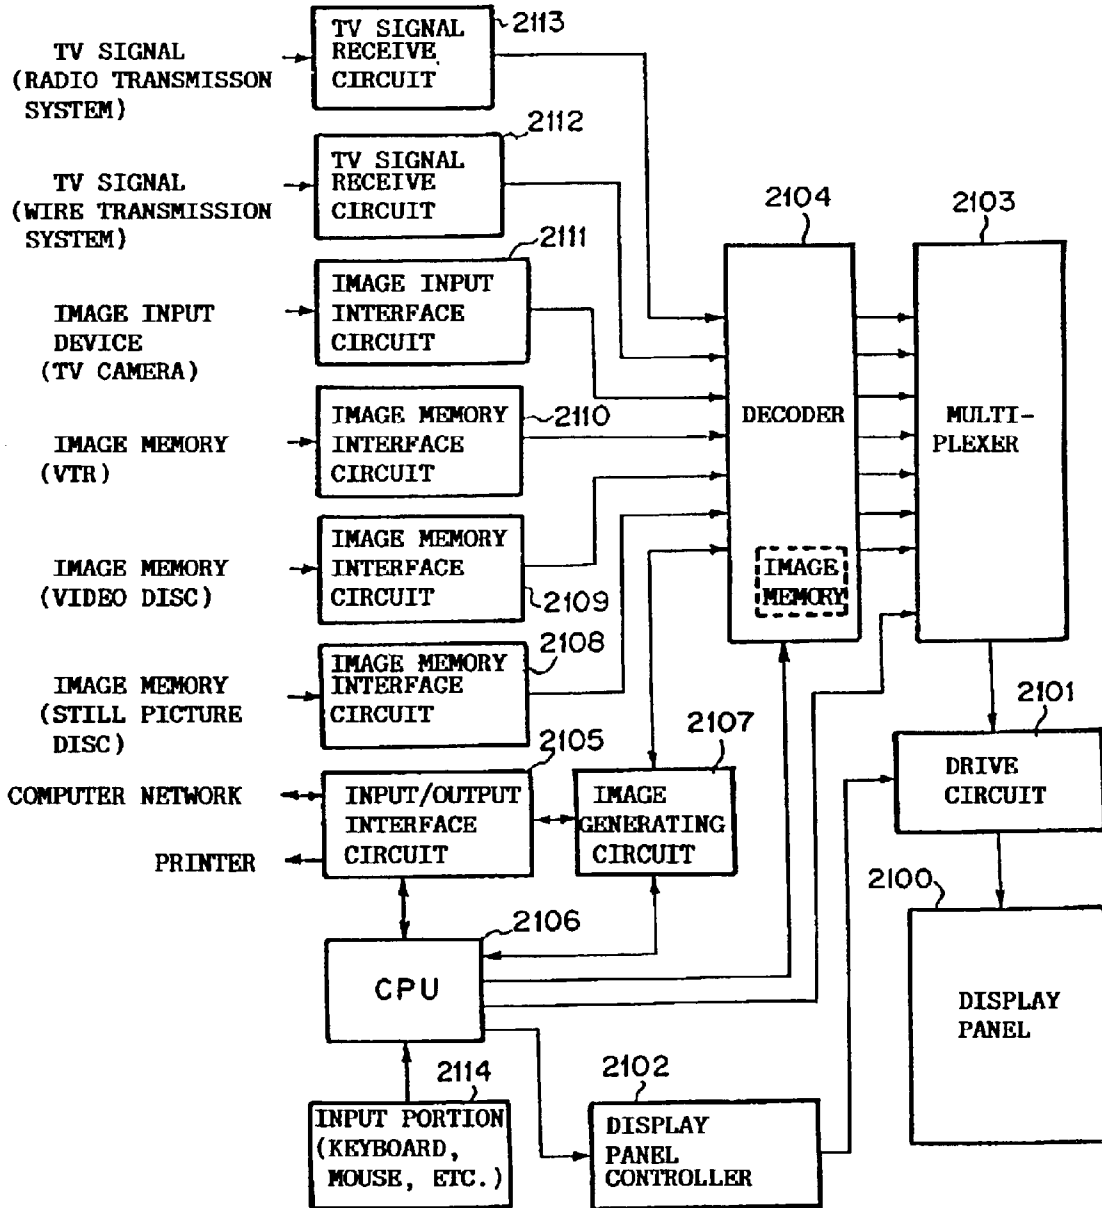 2113
TV SIGNAL
RECEIVE
CIRCUIT
TV SIGNAL
(RADIO TRANSMISSON
SYSTEM)
2112
TV SIGNAL
RECEIVE
CIRCUIT
TV SIGNAL
(WIRE TRANSMISSION
SYSTEM)
2111
IMAGE INPUT
INTERFACE
CIRCUIT
IMAGE INPUT
DEVICE
(TV CAMERA)
2110
IMAGE MEMORY
INTERFACE
CIRCUIT
IMAGE MEMORY
(VTR)
IMAGE MEMORY
INTERFACE
CIRCUIT
2109
IMAGE MEMORY
(VIDEO DISC)
2108
IMAGE MEMORY
INTERFACE
CIRCUIT
IMAGE MEMORY
(STILL PICTURE
DISC)
2104
DECODER
IMAGE
MEMORY
2103
MULTI-
PLEXER
2105
INPUT/OUTPUT
INTERFACE
CIRCUIT
COMPUTER NETWORK
PRINTER
2107
IMAGE
GENERATING
CIRCUIT
2101
DRIVE
CIRCUIT
2106
CPU
2100
DISPLAY
PANEL
2114
INPUT PORTION
(KEYBOARD,
MOUSE, ETC.)
2102
DISPLAY
PANEL
CONTROLLER